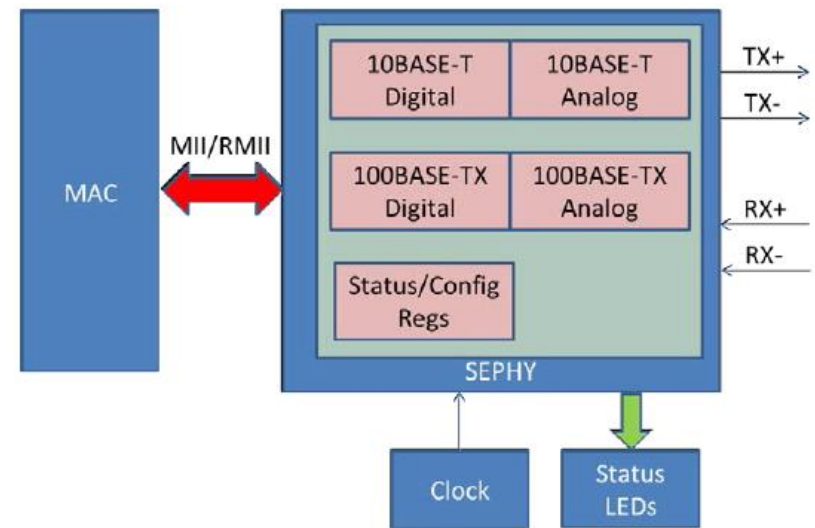 MAC
MII/RMII
10BASE-T
Digital
10BASE-T
Analog
100BASE-TX
Digital
100BASE-TX
Analog
Status/Config
Regs
SEPHY
TX+
TX-
RX+
RX-
Clock
Status
LEDs